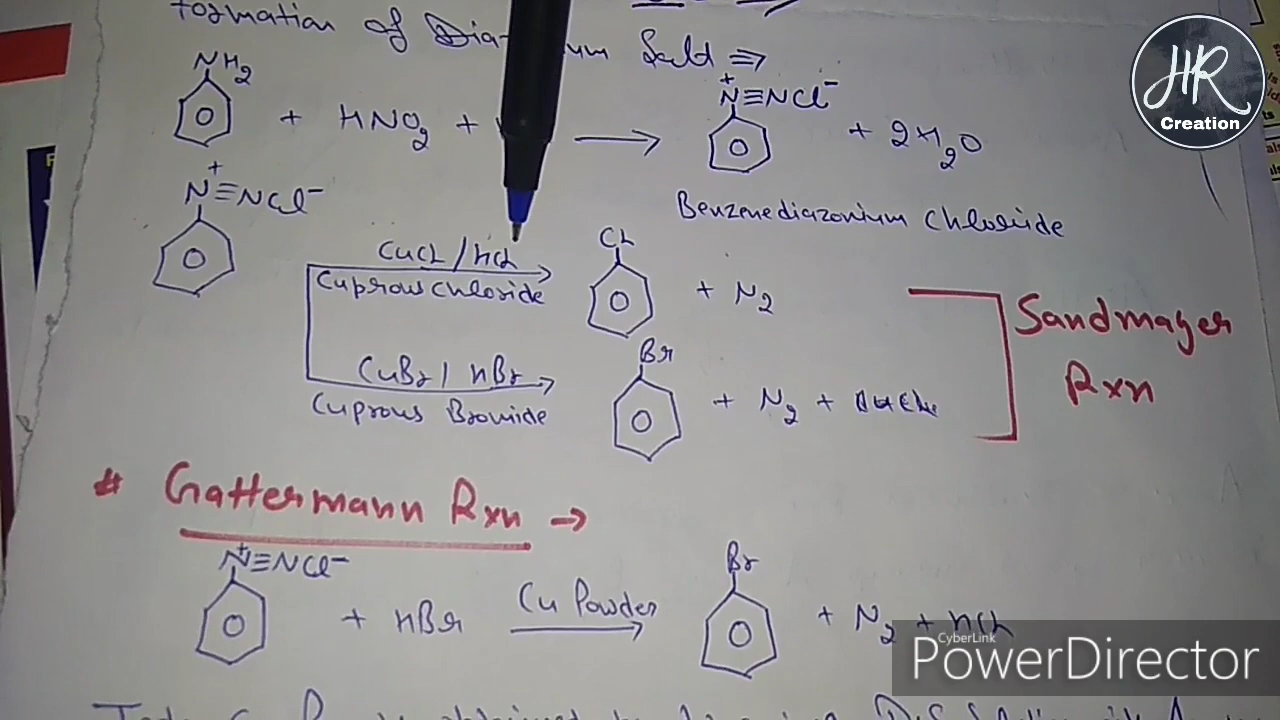 formation of Salt ⇒
NH2
+ HNO2 + → N⁺≡NCl⁻ + 2H2O
Benzenediazonium Chloride
N⁺≡NCl⁻
CuCl / HCl
Cuprous Chloride
Cl
+ N2
CuBr / HBr
Cuprous Bromide
Br
+ N2 +
Sandmayer
Rxn
# Gattermann Rxn →
N⁺≡NCl⁻
+ HBr
Cu Powder
Br
+ N2 + HCl
HR
Creation
CyberLink
PowerDirector